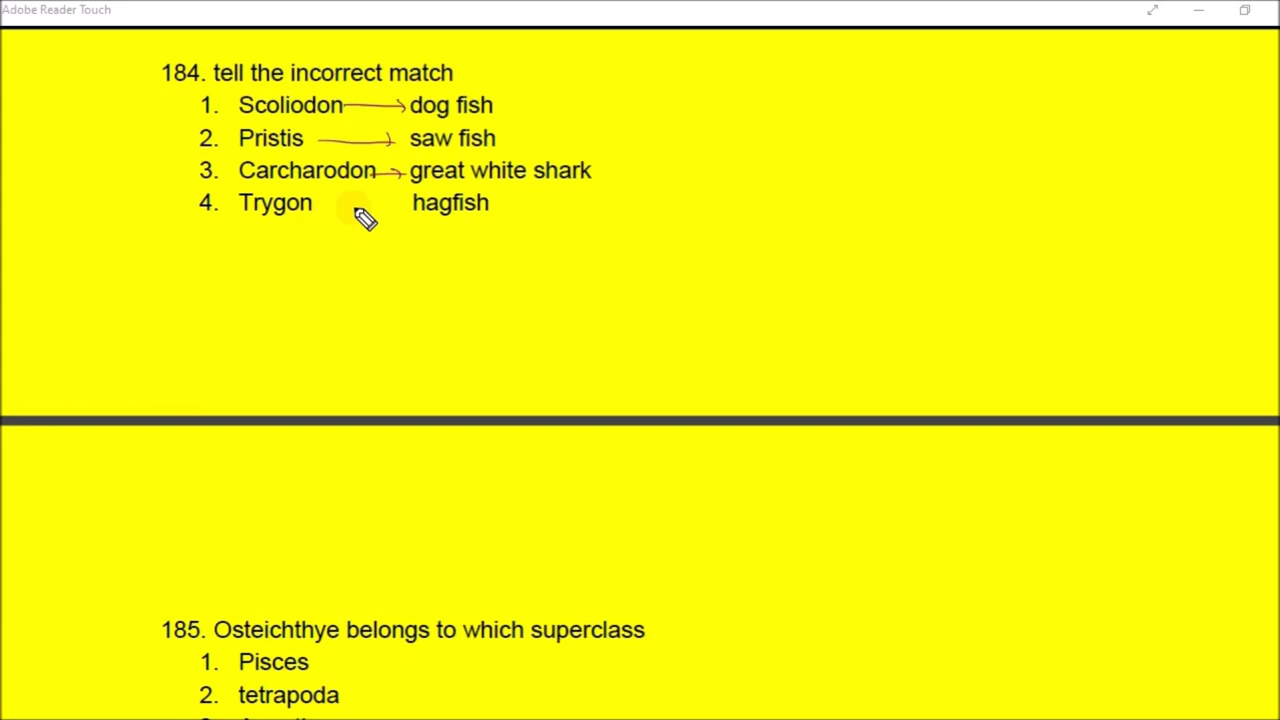 Adobe Reader Touch
184. tell the incorrect match
1. Scoliodon dog fish
2. Pristis saw fish
3. Carcharodon great white shark
4. Trygon hagfish
185. Osteichthye belongs to which superclass
1. Pisces
2. tetrapoda